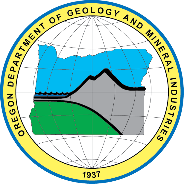 OREGON DEPARTMENT OF GEOLOGY AND MINERAL INDUSTRIES
1937